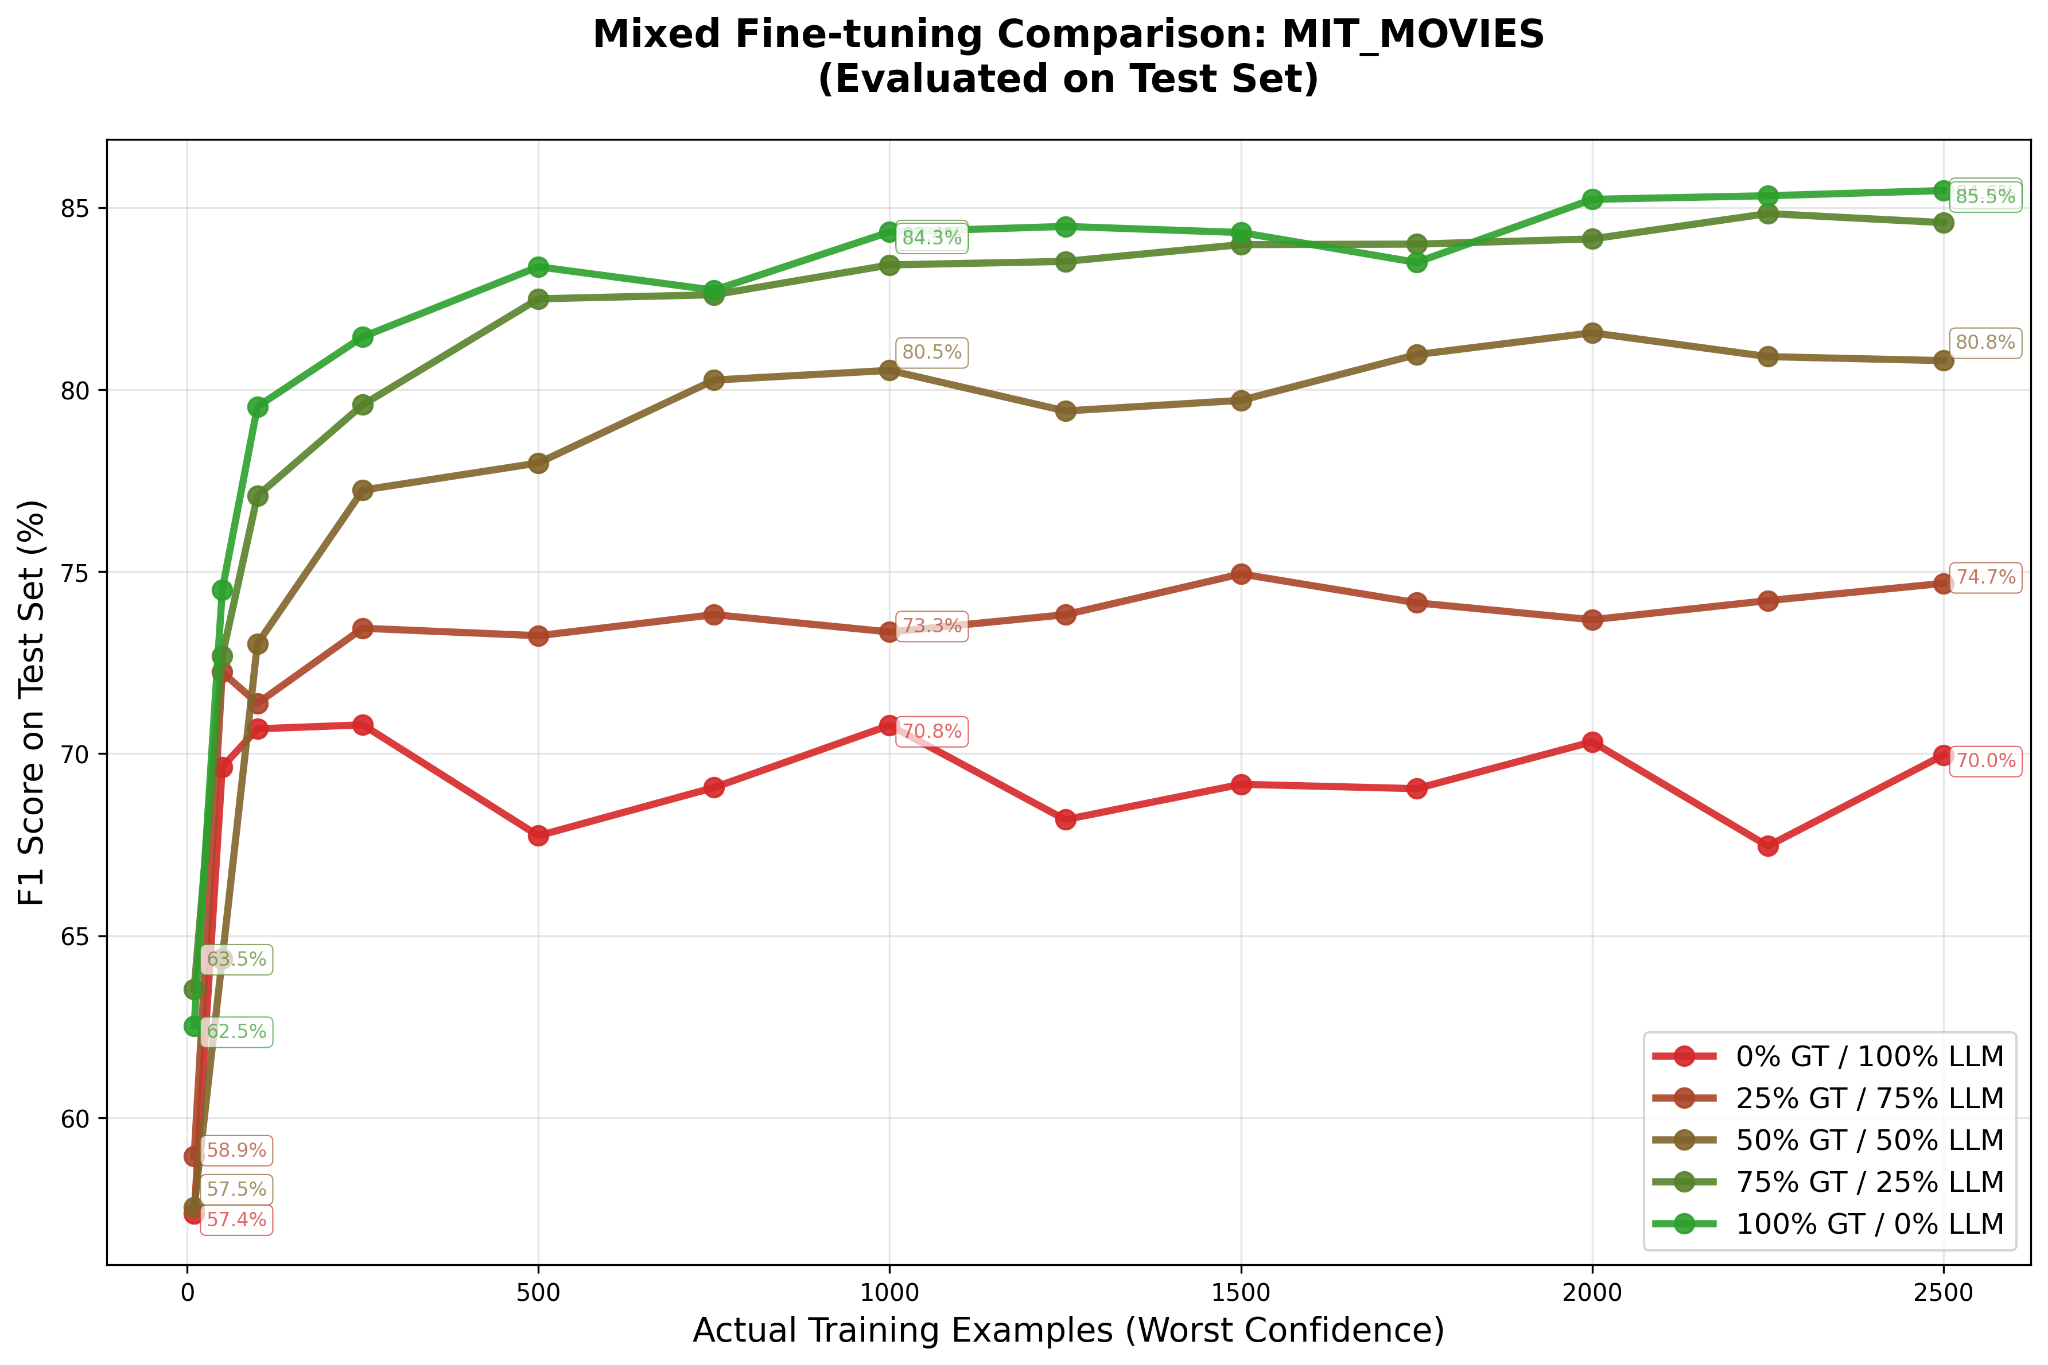 Mixed Fine-tuning Comparison: MIT_MOVIES
(Evaluated on Test Set)
F1 Score on Test Set (%)
85
80
75
70
65
60
85.5%
84.3%
80.5%
80.8%
74.7%
73.3%
70.8%
70.0%
63.5%
62.5%
58.9%
57.5%
57.4%
0% GT / 100% LLM
25% GT / 75% LLM
50% GT / 50% LLM
75% GT / 25% LLM
100% GT / 0% LLM
0
500
1000
1500
2000
2500
Actual Training Examples (Worst Confidence)